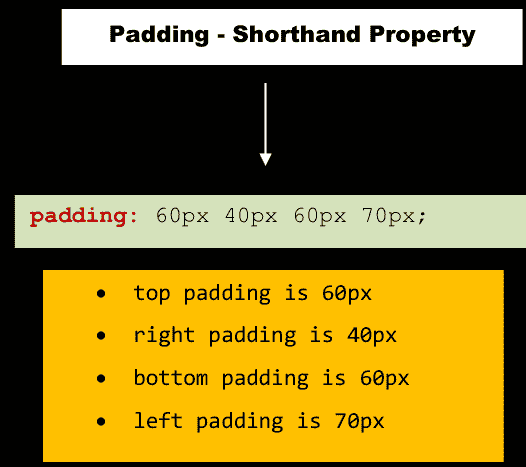 Padding - Shorthand Property
padding: 60px 40px 60px 70px;
• top padding is 60px
• right padding is 40px
• bottom padding is 60px
• left padding is 70px